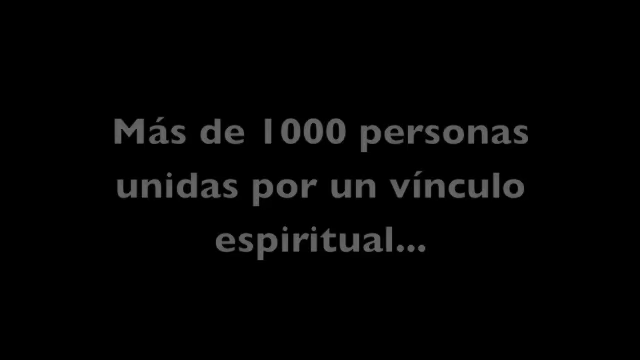 Más de 1000 personas
unidas por un vínculo
espiritual...